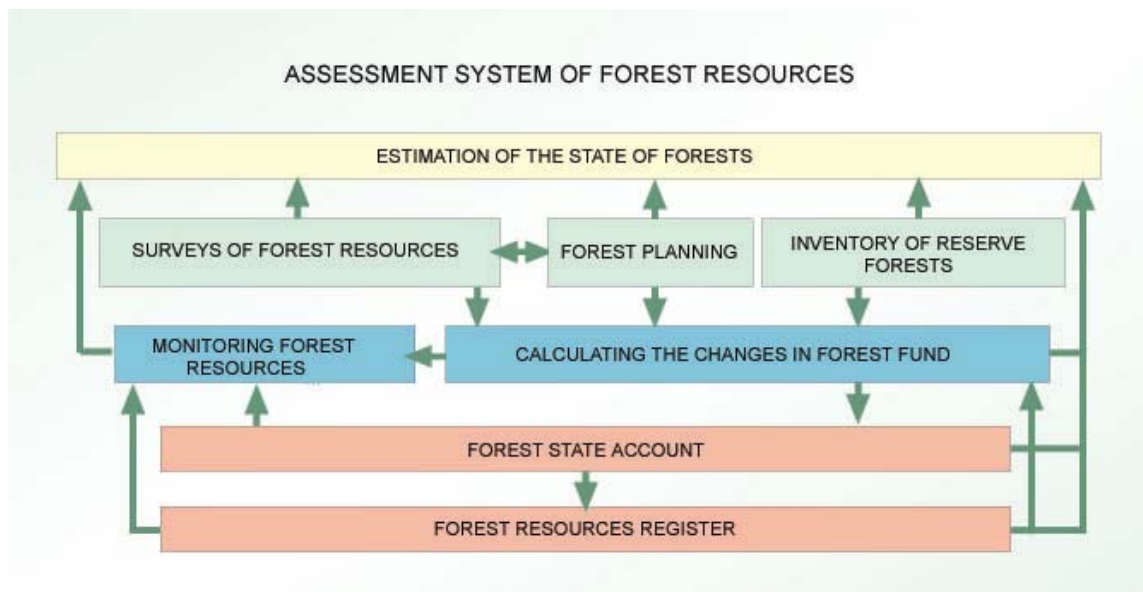 ASSESSMENT SYSTEM OF FOREST RESOURCES
ESTIMATION OF THE STATE OF FORESTS
SURVEYS OF FOREST RESOURCES
FOREST PLANNING
INVENTORY OF RESERVE
FORESTS
MONITORING FOREST
RESOURCES
CALCULATING THE CHANGES IN FOREST FUND
FOREST STATE ACCOUNT
FOREST RESOURCES REGISTER